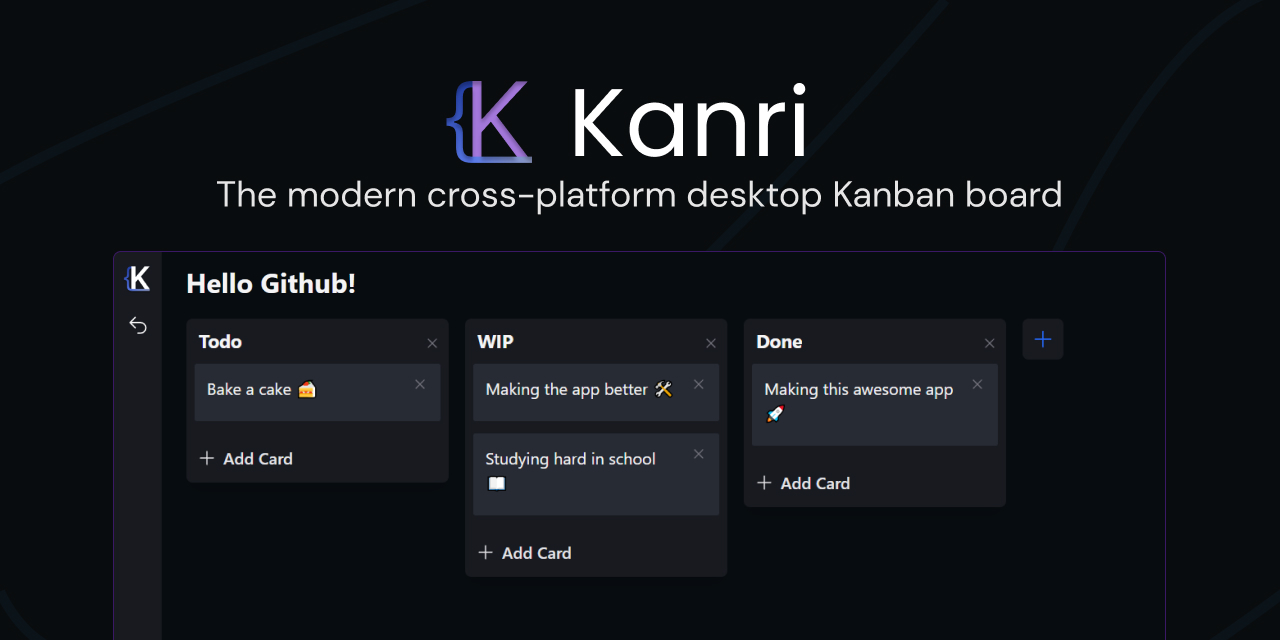 {K Kanri
The modern cross-platform desktop Kanban board
{K
Hello Github!
Todo
Bake a cake 🍰
+ Add Card
WIP
Making the app better 🛠
Studying hard in school
📖
+ Add Card
Done
Making this awesome app
🚀
+ Add Card